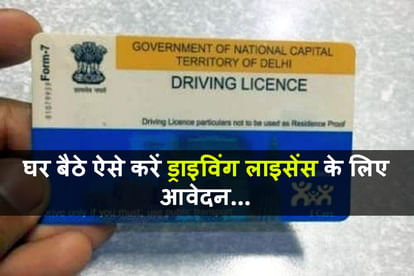 Form-7
GOVERNMENT OF NATIONAL CAPITAL
TERRITORY OF DELHI
DRIVING LICENCE
Driving Licence particulars not to be used as Residence Proof
घर बैठे ऐसे करें ड्राइविंग लाइसेंस के लिए
आवेदन...